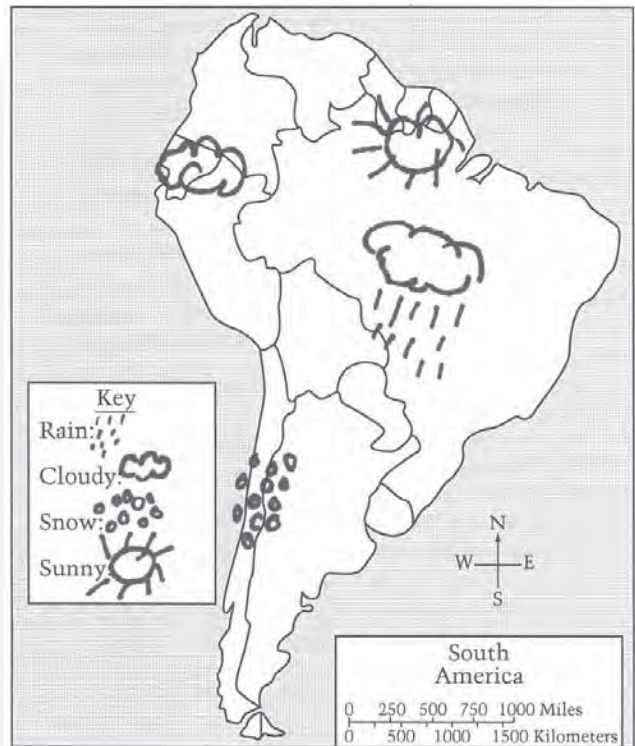 Key
Rain:
Cloudy:
Snow:
Sunny
N
W E
S
South
America
0 250 500 750 1000 Miles
0 500 1000 1500 Kilometers